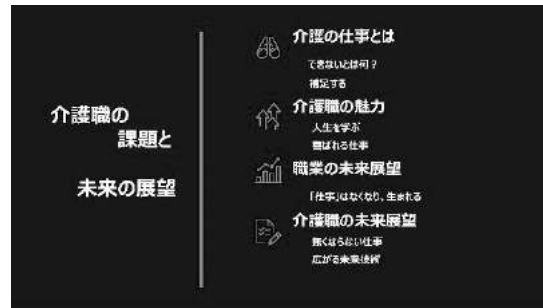 介護職の
課題と
未来の展望
介護の仕事とは
できないとは何？
補足する
介護職の魅力
人生を学ぶ
喜ばれる仕事
職業の未来展望
「仕事」はなくなり、生まれる
介護職の未来展望
無くならない仕事
広がる未来技術